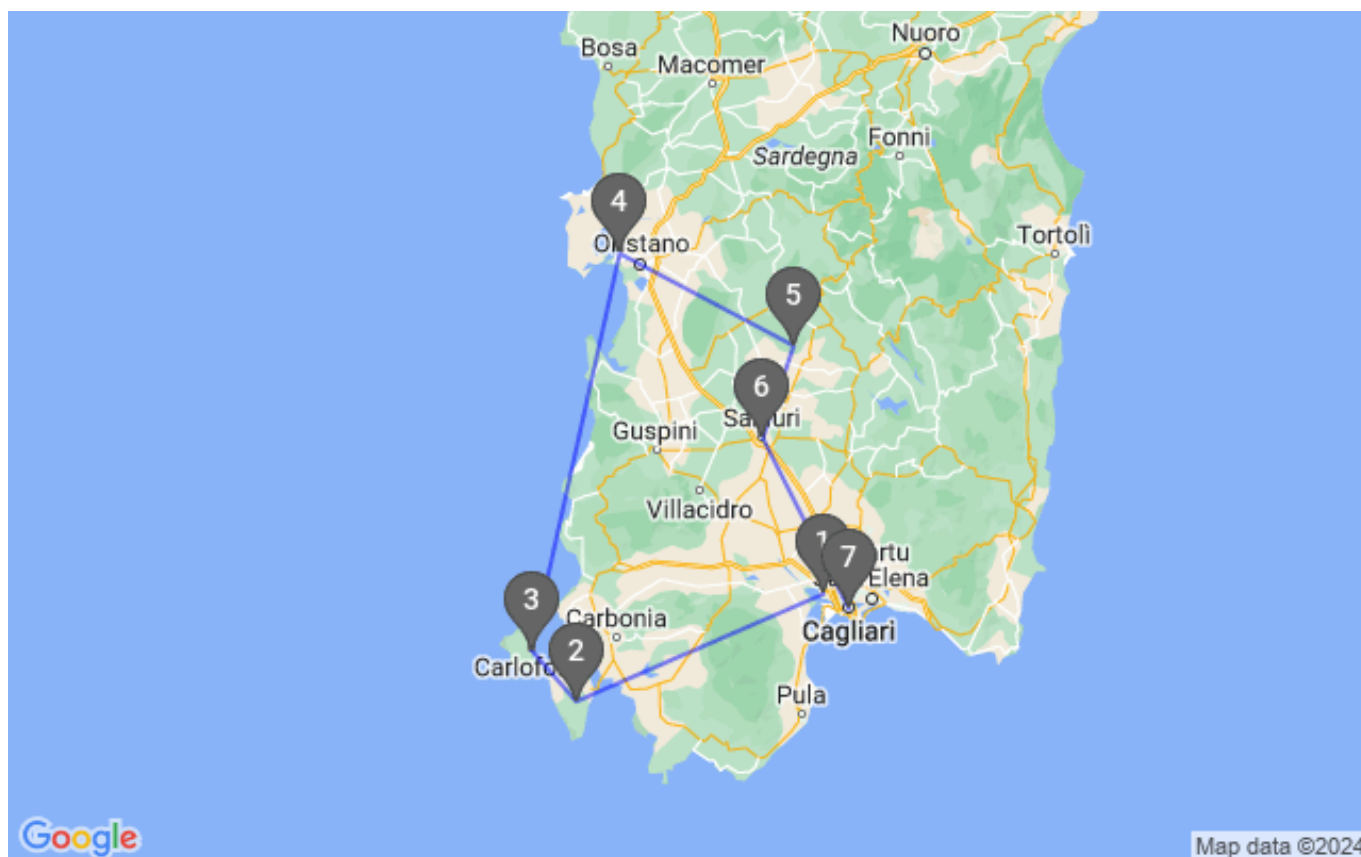 Nuoro
Bosa
Macomer
Fonni
Sardegna
4
Tortolì
5
6
Guspini
Villacidro
1
7
Elena
3
Carbonia
Cagliari
2
Pula
Google
Map data ©2024